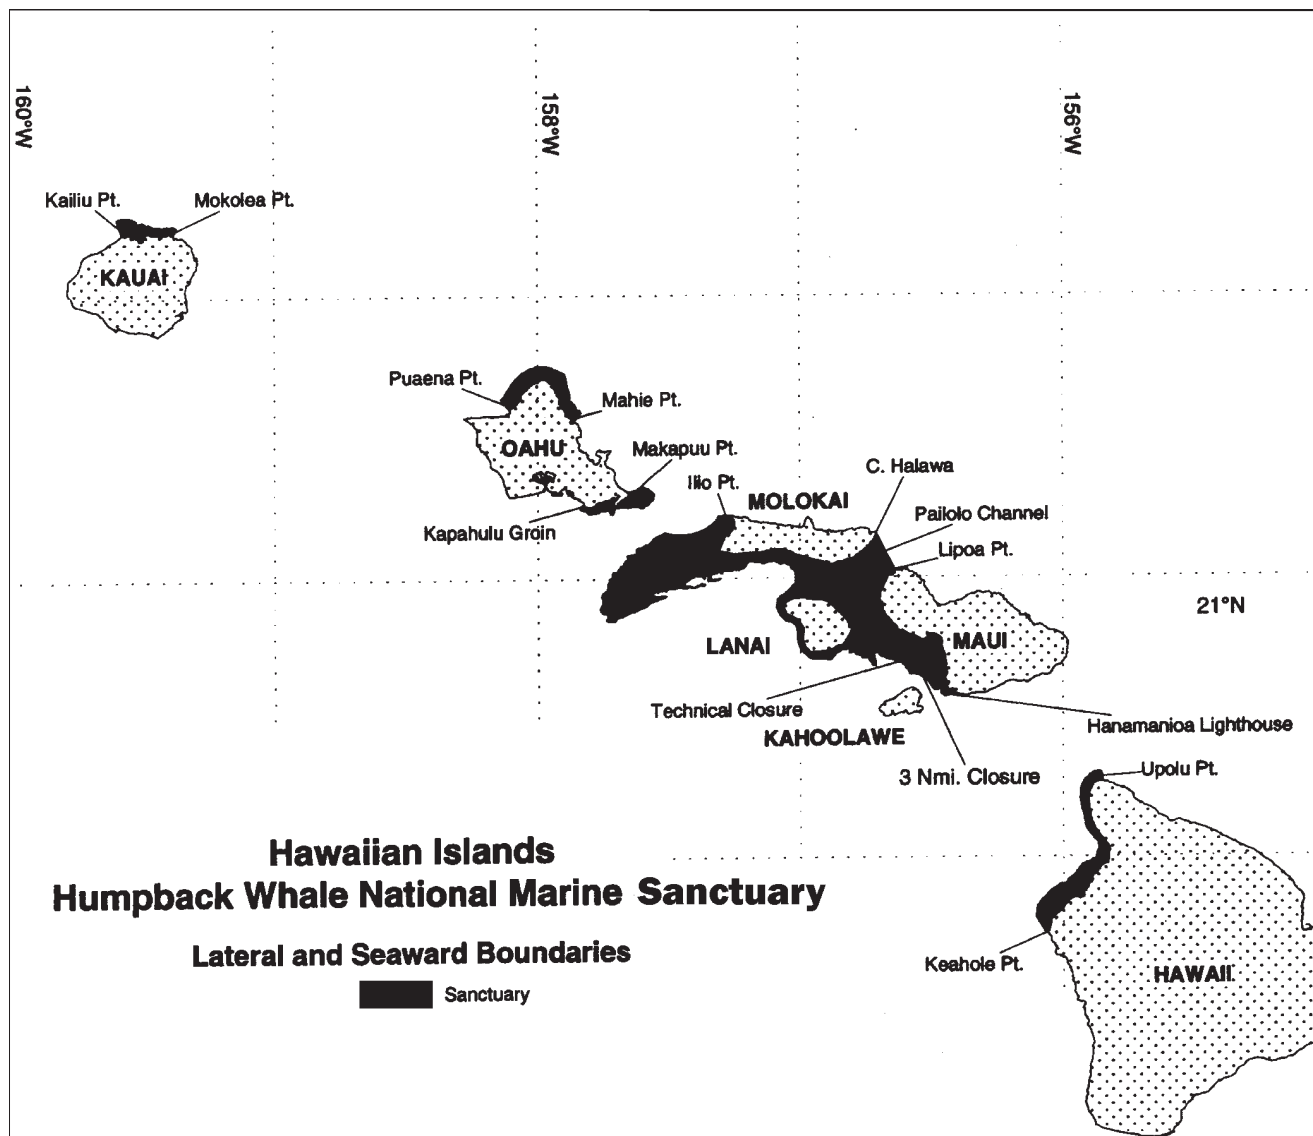 160°W
158°W
156°W
Kailiu Pt.
Mokolea Pt.
KAUAI
Puaena Pt.
Mahie Pt.
OAHU
Makapuu Pt.
Kapahulu Groin
Ilio Pt.
MOLOKAI
C. Halawa
Pailolo Channel
Lipoa Pt.
21°N
LANAI
MAUI
Technical Closure
KAHOOLAWE
Hanamanioa Lighthouse
3 Nmi. Closure
Upolu Pt.
Hawaiian Islands
Humpback Whale National Marine Sanctuary
Lateral and Seaward Boundaries
Sanctuary
Keahole Pt.
HAWAII